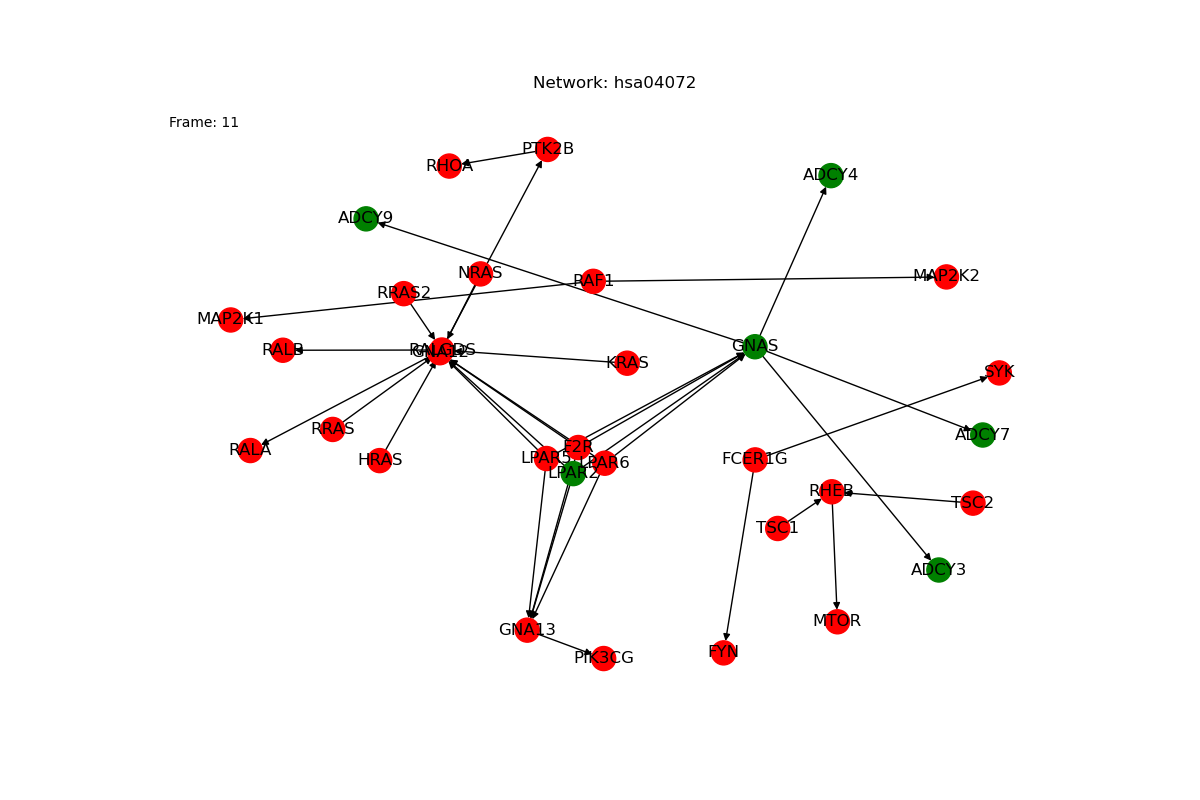 Network: hsa04072
Frame: 11
PTK2B
RHOA
ADCY4
ADCY9
NRAS
RAF1
MAP2K2
RRAS2
MAP2K1
GNAS
RALB
RALGDS
GNA12
KRAS
SYK
RRAS
ADCY7
F2R
RALA
HRAS
LPAR5
LPAR6
FCER1G
LPAR2
RHEB
TSC2
TSC1
ADCY3
MTOR
GNA13
FYN
PIK3CG